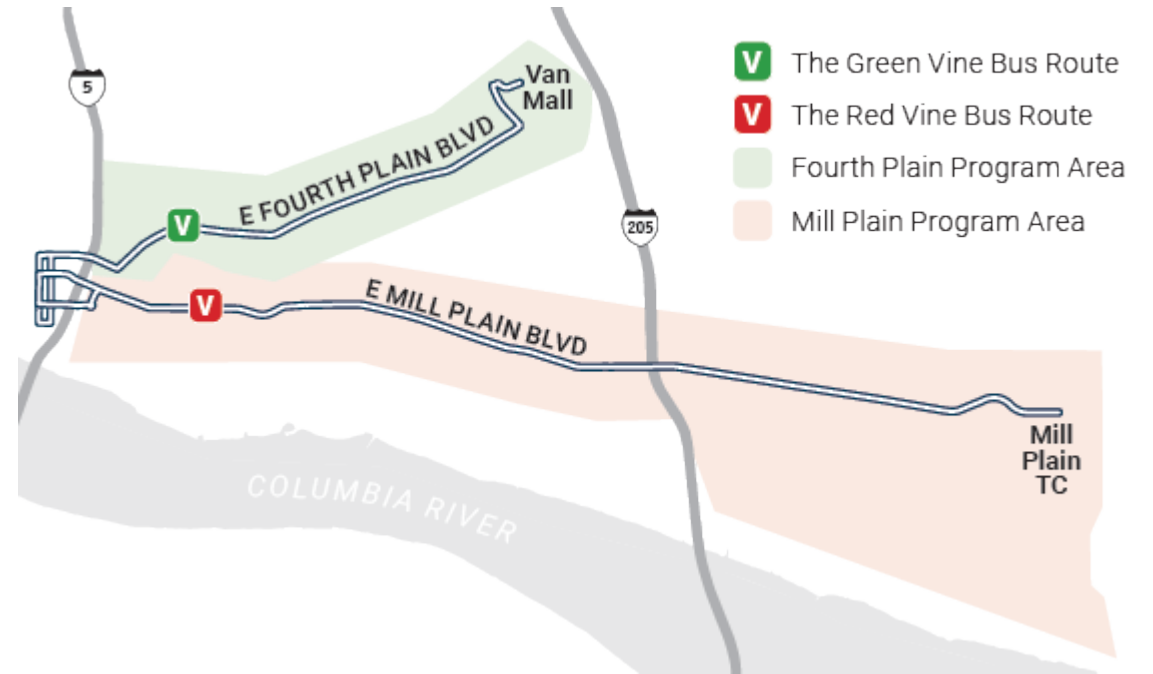 5
Van
Mall
E FOURTH PLAIN BLVD
V
V
E MILL PLAIN BLVD
205
Mill
Plain
TC
COLUMBIA RIVER
V The Green Vine Bus Route
V The Red Vine Bus Route
Fourth Plain Program Area
Mill Plain Program Area